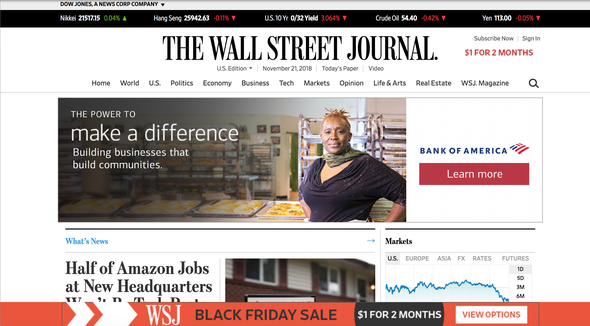 DOW JONES, A NEWS CORP COMPANY ▼
Nikkei 21517.15 0.04% ▲ Hang Seng 25942.63 -0.11% ▼ U.S. 10 Yr 0/32 Yield 3.064% ▼ Crude Oil 54.40 -0.42% ▼ Yen 113.00 -0.05% ▼
Subscribe Now | Sign In
THE WALL STREET JOURNAL.
$1 FOR 2 MONTHS
U.S. Edition ▼ | November 21, 2018 | Today's Paper | Video
Home World U.S. Politics Economy Business Tech Markets Opinion Life & Arts Real Estate WSJ. Magazine
THE POWER TO
make a difference
Building businesses that
build communities.
BANK OF AMERICA
Learn more
What's News →
Markets
U.S. EUROPE ASIA FX RATES FUTURES
1D
5D
3M
6M
Half of Amazon Jobs
at New Headquarters
WSJ BLACK FRIDAY SALE $1 FOR 2 MONTHS VIEW OPTIONS